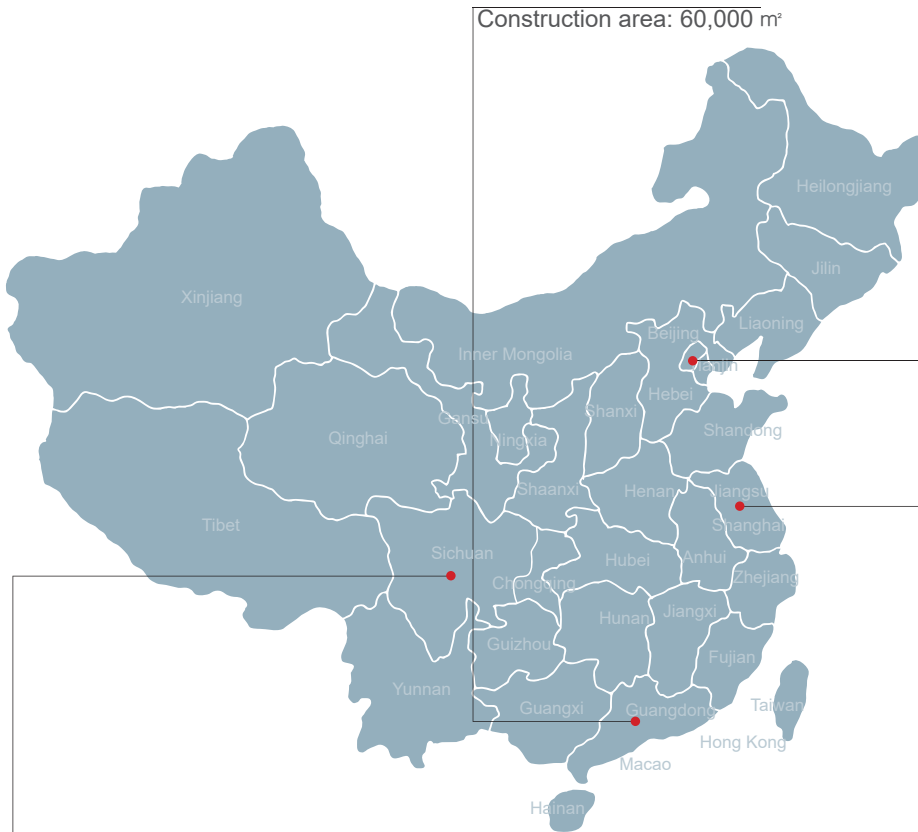 Construction area: 60,000 m²
Heilongjiang
Jilin
Xinjiang
Liaoning
Beijing
Inner Mongolia
Tianjin
Hebei
Shanxi
Gansu
Shandong
Qinghai
Ningxia
Shaanxi
Henan
Jiangsu
Tibet
Shanghai
Sichuan
Hubei
Anhui
Chongqing
Zhejiang
Hunan
Jiangxi
Guizhou
Fujian
Yunnan
Guangxi
Guangdong
Taiwan
Hong Kong
Macao
Hainan